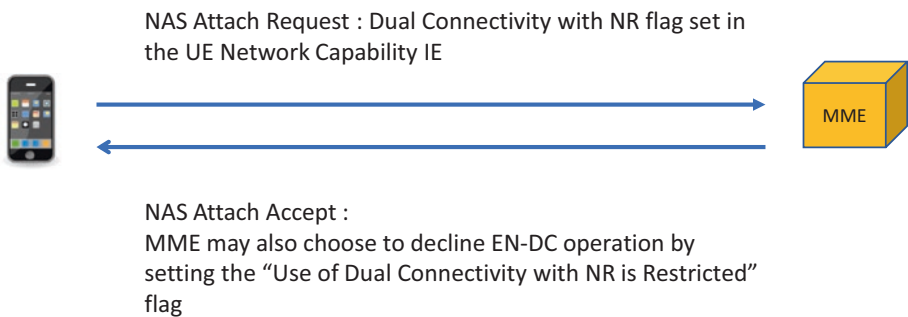 NAS Attach Request : Dual Connectivity with NR flag set in
the UE Network Capability IE
MME
NAS Attach Accept :
MME may also choose to decline EN-DC operation by
setting the “Use of Dual Connectivity with NR is Restricted”
flag